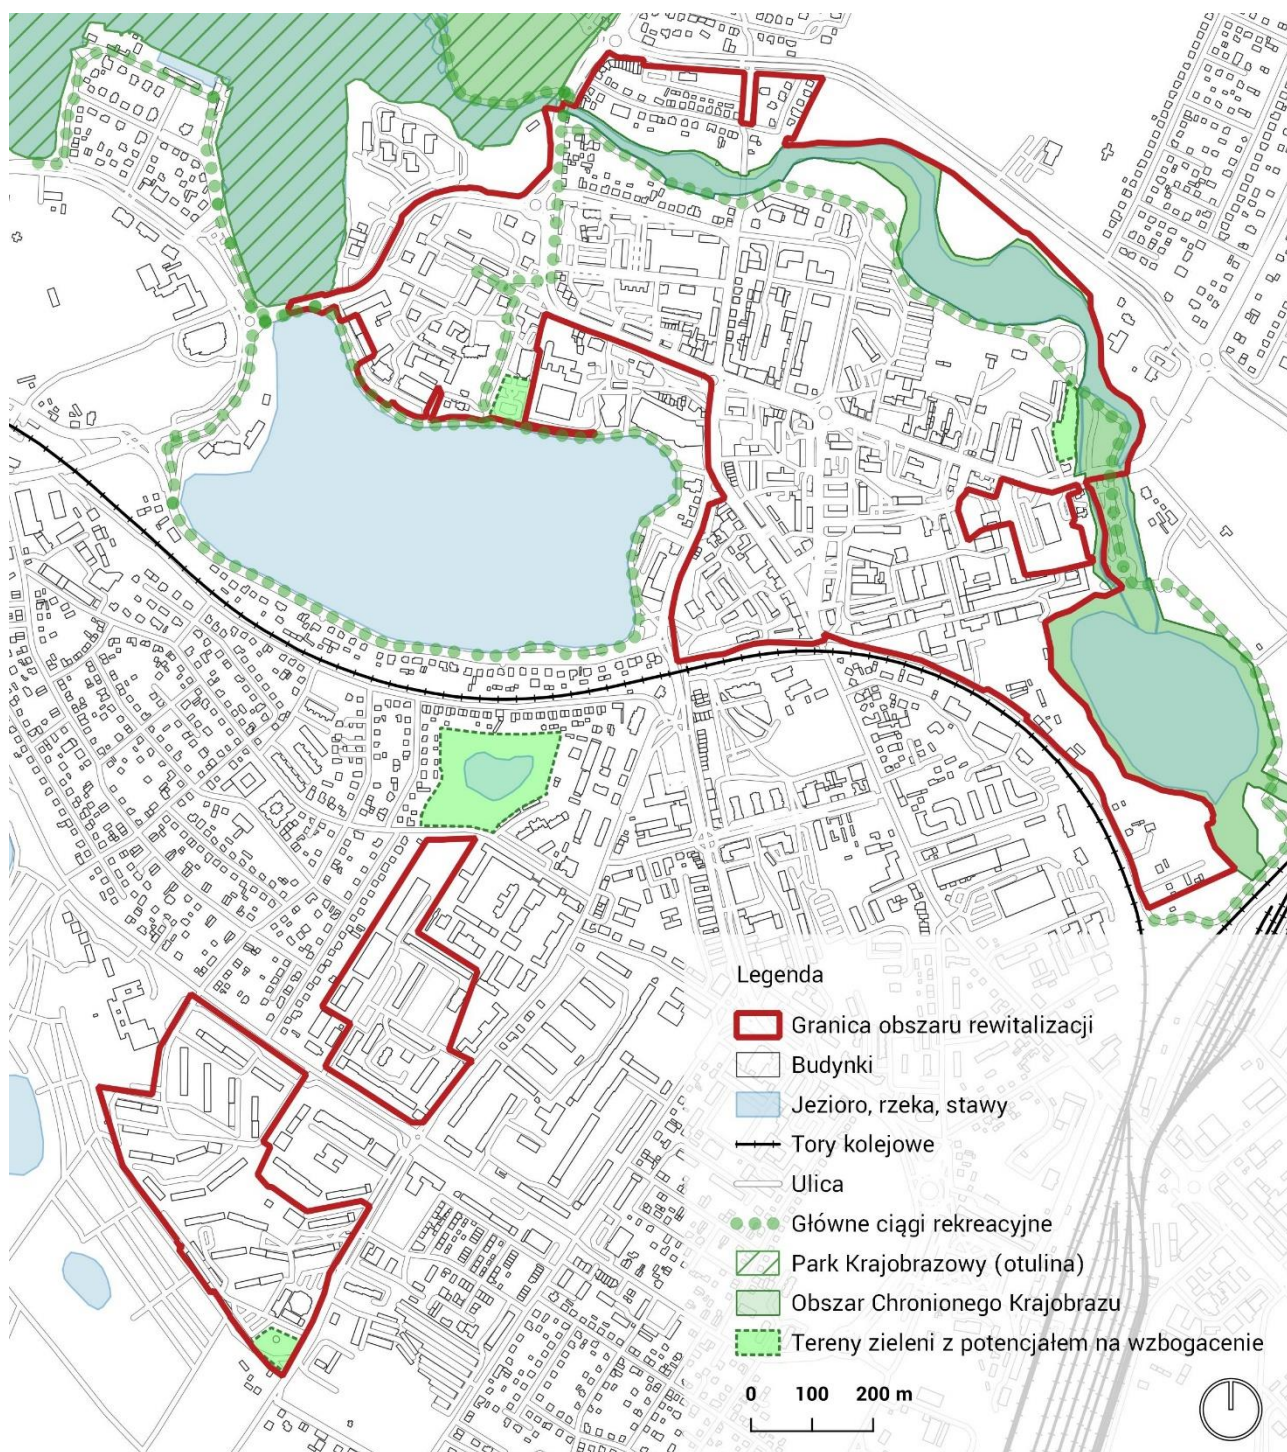 Legenda
Granica obszaru rewitalizacji
Budynki
Jezioro, rzeka, stawy
Tory kolejowe
Ulica
Główne ciągi rekreacyjne
Park Krajobrazowy (otulina)
Obszar Chronionego Krajobrazu
Tereny zieleni z potencjałem na wzbogacenie
0 100 200 m